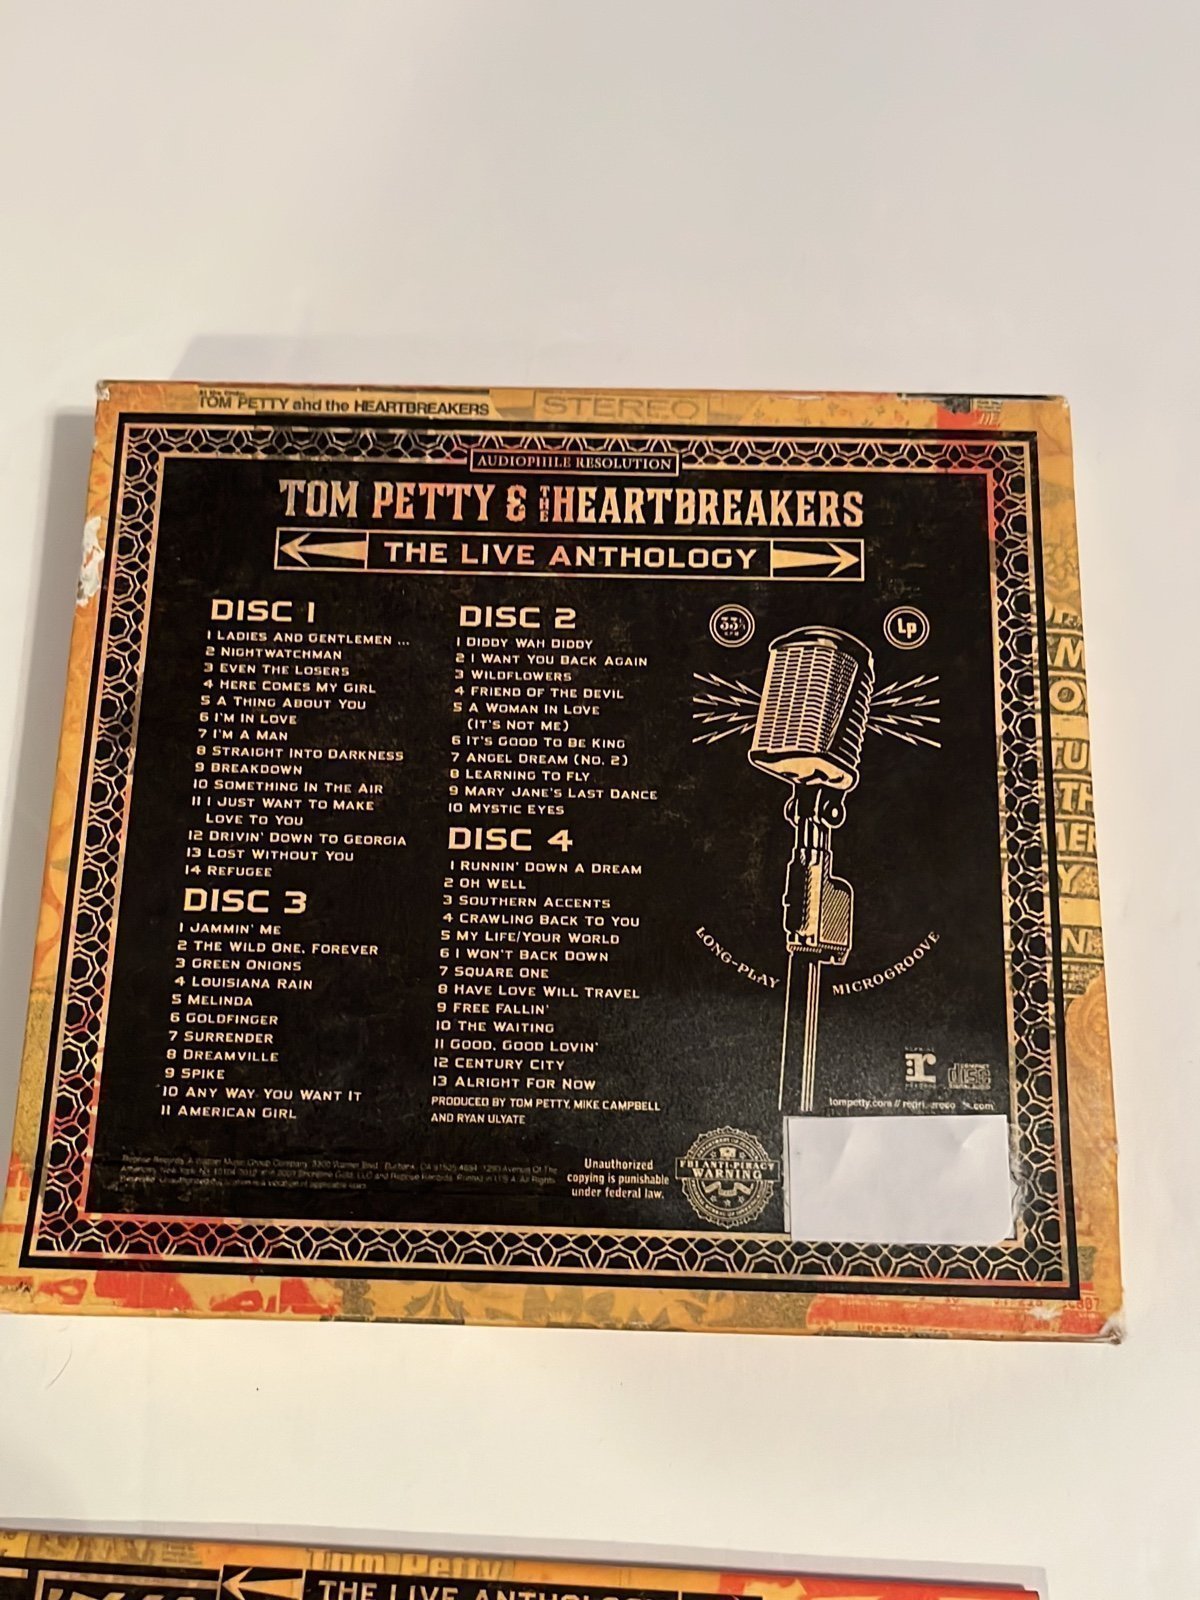 TOM PETTY and the HEARTBREAKERS
STEREO
AUDIOPHILE RESOLUTION
TOM PETTY & THE HEARTBREAKERS
THE LIVE ANTHOLOGY
DISC 1
1 LADIES AND GENTLEMEN ...
2 NIGHTWATCHMAN
3 EVEN THE LOSERS
4 HERE COMES MY GIRL
5 A THING ABOUT YOU
6 I'M IN LOVE
7 I'M A MAN
8 STRAIGHT INTO DARKNESS
9 BREAKDOWN
10 SOMETHING IN THE AIR
11 I JUST WANT TO MAKE
LOVE TO YOU
12 DRIVIN' DOWN TO GEORGIA
13 LOST WITHOUT YOU
14 REFUGEE
DISC 2
1 DIDDY WAH DIDDY
2 I WANT YOU BACK AGAIN
3 WILDFLOWERS
4 FRIEND OF THE DEVIL
5 A WOMAN IN LOVE
(IT'S NOT ME)
6 IT'S GOOD TO BE KING
7 ANGEL DREAM (NO. 2)
8 LEARNING TO FLY
9 MARY JANE'S LAST DANCE
10 MYSTIC EYES
DISC 3
1 JAMMIN' ME
2 THE WILD ONE, FOREVER
3 GREEN ONIONS
4 LOUISIANA RAIN
5 MELINDA
6 GOLDFINGER
7 SURRENDER
8 DREAMVILLE
9 SPIKE
10 ANY WAY YOU WANT IT
11 AMERICAN GIRL
DISC 4
1 RUNNIN' DOWN A DREAM
2 OH WELL
3 SOUTHERN ACCENTS
4 CRAWLING BACK TO YOU
5 MY LIFE/YOUR WORLD
6 I WON'T BACK DOWN
7 SQUARE ONE
8 HAVE LOVE WILL TRAVEL
9 FREE FALLIN'
10 THE WAITING
11 GOOD, GOOD LOVIN'
12 CENTURY CITY
13 ALRIGHT FOR NOW
PRODUCED BY TOM PETTY, MIKE CAMPBELL
AND RYAN ULYATE
33⅓
RPM
Lp
LONG-PLAY MICROGROOVE
r
disc
tompetty.com //
Unauthorized
copying is punishable
under federal law.
FBI ANTI-PIRACY
WARNING
Tom Petty
THE LIVE ANTHOLOGY